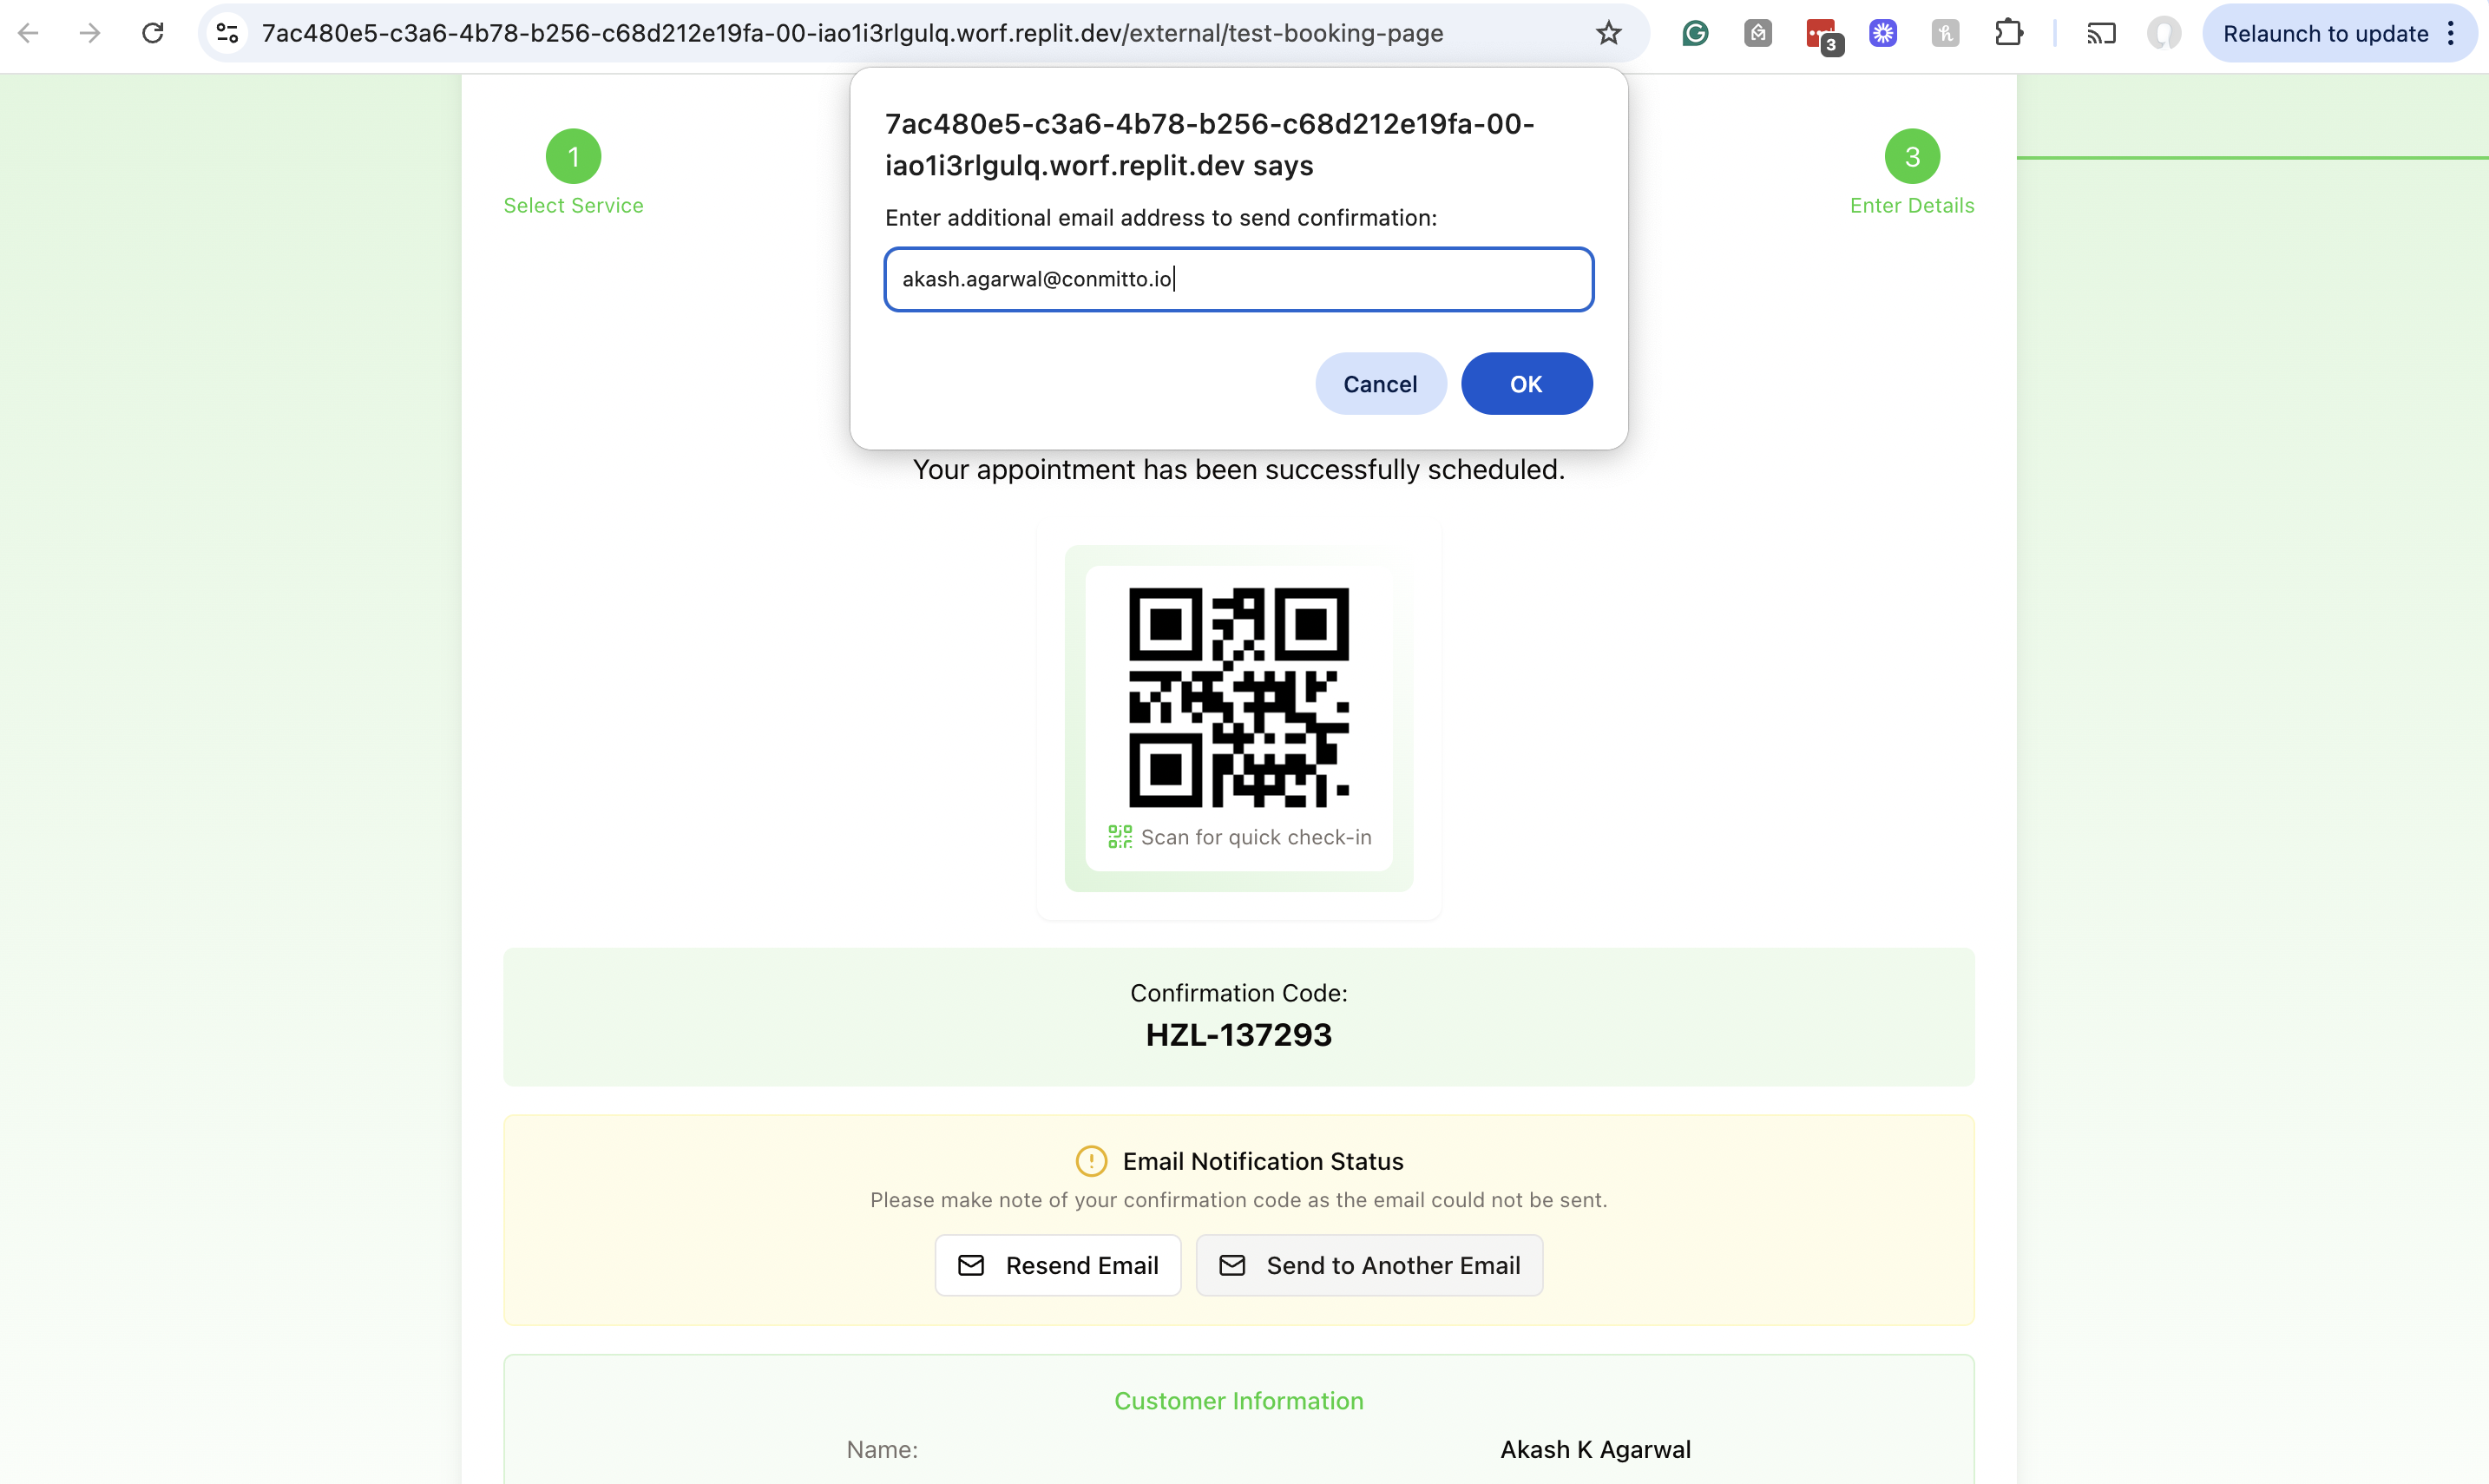 7ac480e5-c3a6-4b78-b256-c68d212e19fa-00-iao1i3rlgulq.worf.replit.dev/external/test-booking-page
3
Relaunch to update
7ac480e5-c3a6-4b78-b256-c68d212e19fa-00-
iao1i3rlgulq.worf.replit.dev says
Enter additional email address to send confirmation:
akash.agarwal@conmitto.io
Cancel
OK
1
Select Service
3
Enter Details
Your appointment has been successfully scheduled.
Scan for quick check-in
Confirmation Code:
HZL-137293
Email Notification Status
Please make note of your confirmation code as the email could not be sent.
Resend Email
Send to Another Email
Customer Information
Name:
Akash K Agarwal